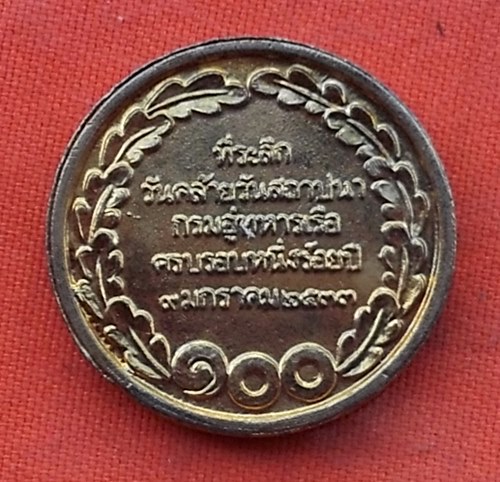 ที่ระลึก
วันคล้ายวันสถาปนา
กรมอู่ทหารเรือ
ครบรอบหนึ่งร้อยปี
๙ มกราคม ๒๕๓๓
๑๐๐